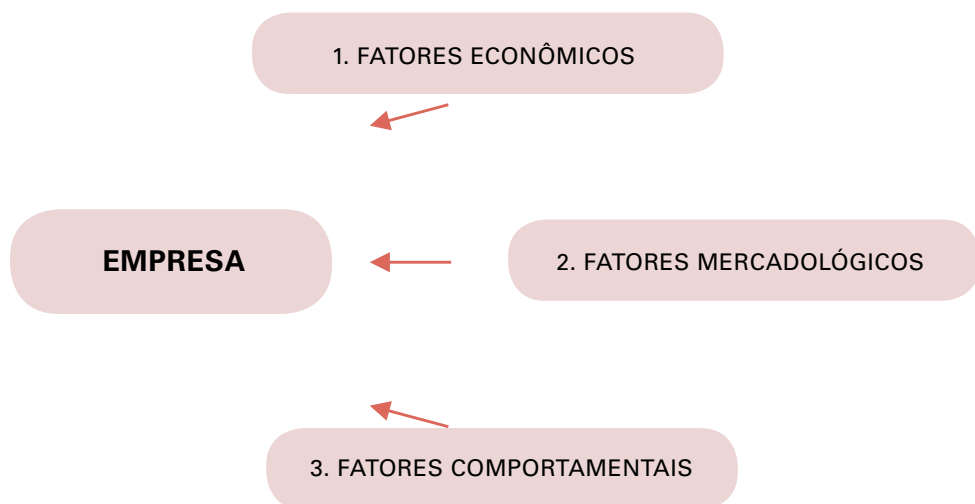 1. FATORES ECONÔMICOS
EMPRESA
2. FATORES MERCADOLÓGICOS
3. FATORES COMPORTAMENTAIS